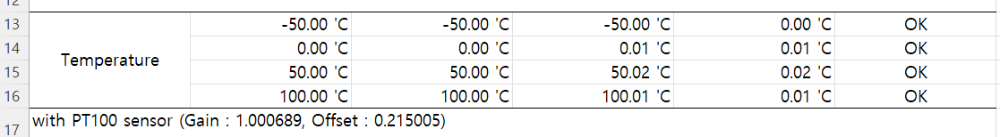 12
13 -50.00 'C -50.00 'C -50.00 'C 0.00 'C OK
14 0.00 'C 0.00 'C 0.01 'C 0.01 'C OK
Temperature
15 50.00 'C 50.00 'C 50.02 'C 0.02 'C OK
16 100.00 'C 100.00 'C 100.01 'C 0.01 'C OK
17 with PT100 sensor (Gain : 1.000689, Offset : 0.215005)